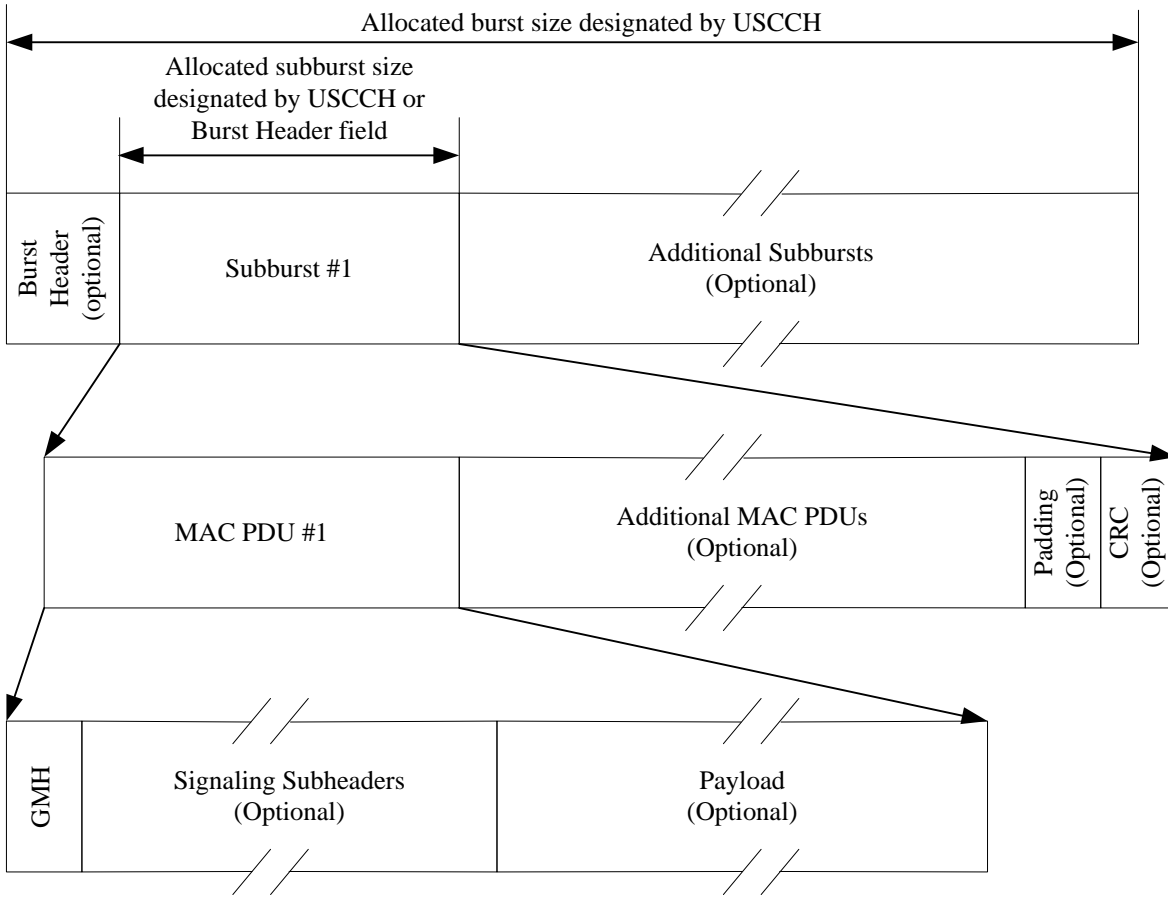 Allocated burst size designated by USCCH
Allocated subburst size
designated by USCCH or
Burst Header field
Burst
Header
(optional)
Subburst #1
Additional Subbursts
(Optional)
MAC PDU #1
Additional MAC PDUs
(Optional)
Padding
(Optional)
CRC
(Optional)
GMH
Signaling Subheaders
(Optional)
Payload
(Optional)